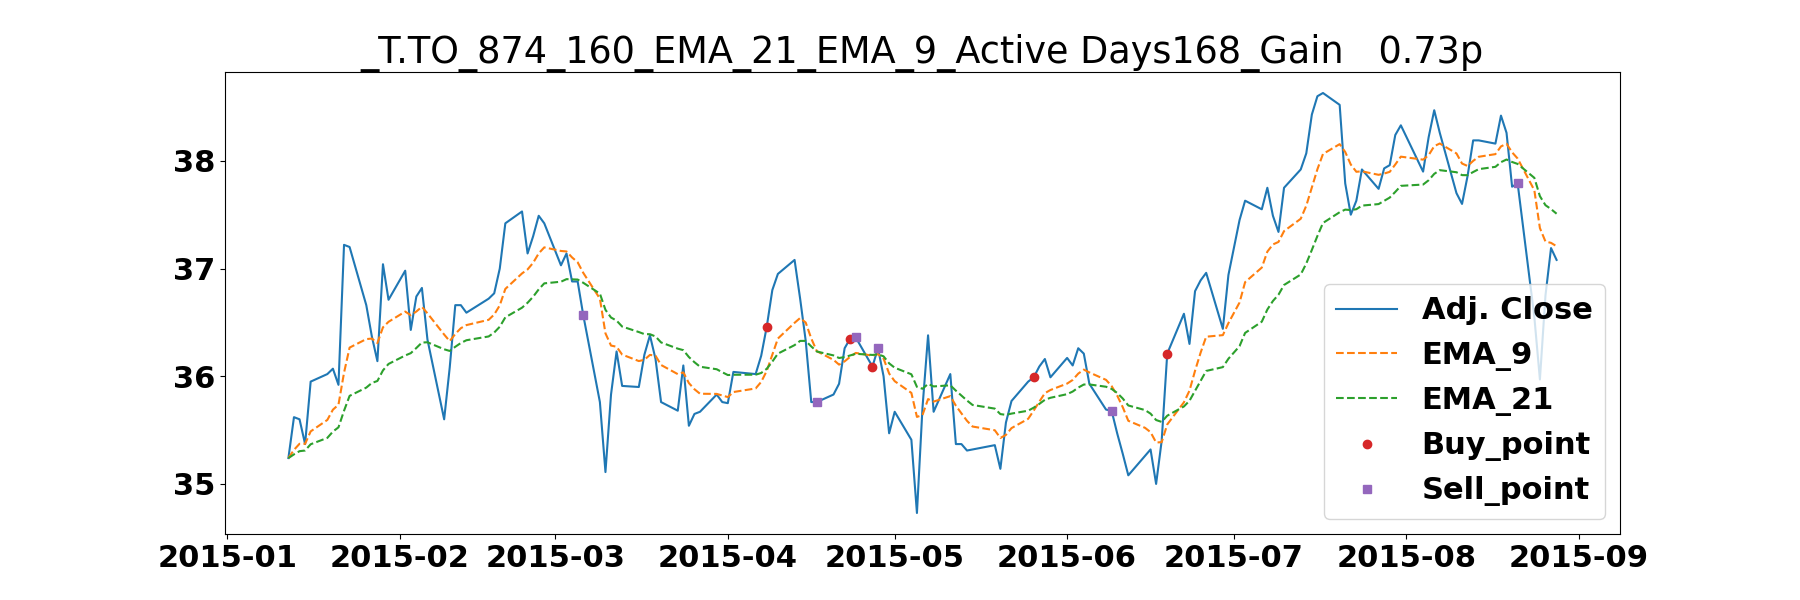 _T.TO_874_160_EMA_21_EMA_9_Active Days168_Gain   0.73p
38
37
36
35
Adj. Close
EMA_9
EMA_21
Buy_point
Sell_point
2015-01 2015-02 2015-03 2015-04 2015-05 2015-06 2015-07 2015-08 2015-09